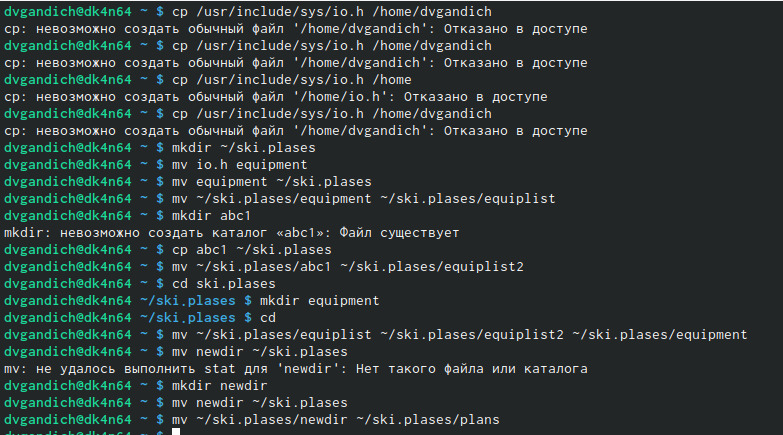 dvgandich@dk4n64 ~ $ cp /usr/include/sys/io.h /home/dvgandich
cp: невозможно создать обычный файл '/home/dvgandich': Отказано в доступе
dvgandich@dk4n64 ~ $ cp /usr/include/sys/io.h /home/dvgandich
cp: невозможно создать обычный файл '/home/dvgandich': Отказано в доступе
dvgandich@dk4n64 ~ $ cp /usr/include/sys/io.h /home
cp: невозможно создать обычный файл '/home/io.h': Отказано в доступе
dvgandich@dk4n64 ~ $ cp /usr/include/sys/io.h /home/dvgandich
cp: невозможно создать обычный файл '/home/dvgandich': Отказано в доступе
dvgandich@dk4n64 ~ $ mkdir ~/ski.plases
dvgandich@dk4n64 ~ $ mv io.h equipment
dvgandich@dk4n64 ~ $ mv equipment ~/ski.plases
dvgandich@dk4n64 ~ $ mv ~/ski.plases/equipment ~/ski.plases/equiplist
dvgandich@dk4n64 ~ $ mkdir abc1
mkdir: невозможно создать каталог «abc1»: Файл существует
dvgandich@dk4n64 ~ $ cp abc1 ~/ski.plases
dvgandich@dk4n64 ~ $ mv ~/ski.plases/abc1 ~/ski.plases/equiplist2
dvgandich@dk4n64 ~ $ cd ski.plases
dvgandich@dk4n64 ~/ski.plases $ mkdir equipment
dvgandich@dk4n64 ~/ski.plases $ cd
dvgandich@dk4n64 ~ $ mv ~/ski.plases/equiplist ~/ski.plases/equiplist2 ~/ski.plases/equipment
dvgandich@dk4n64 ~ $ mv newdir ~/ski.plases
mv: не удалось выполнить stat для 'newdir': Нет такого файла или каталога
dvgandich@dk4n64 ~ $ mkdir newdir
dvgandich@dk4n64 ~ $ mv newdir ~/ski.plases
dvgandich@dk4n64 ~ $ mv ~/ski.plases/newdir ~/ski.plases/plans
dvgandich@dk4n64 ~ $